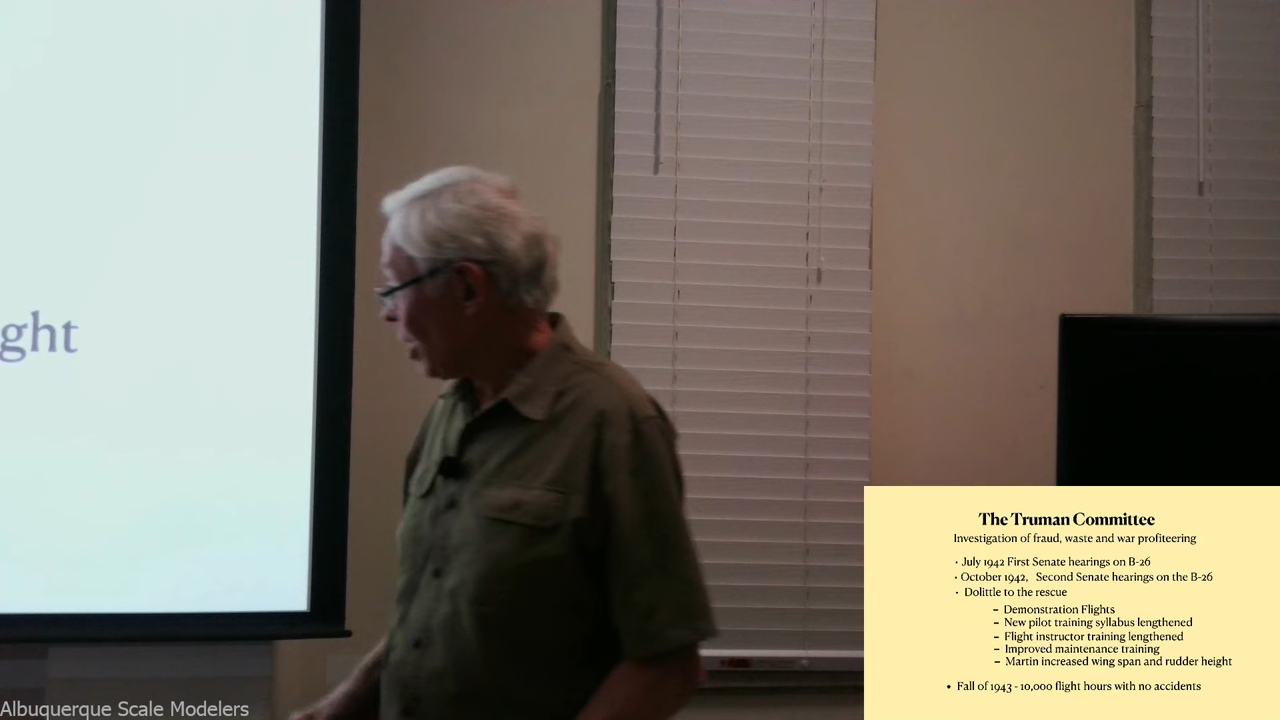 ght
The Truman Committee
Investigation of fraud, waste and war profiteering
· July 1942 First Senate hearings on B-26
· October 1942, Second Senate hearings on the B-26
· Dolittle to the rescue
– Demonstration Flights
– New pilot training syllabus lengthened
– Flight instructor training lengthened
– Improved maintenance training
– Martin increased wing span and rudder height
• Fall of 1943 - 10,000 flight hours with no accidents
Albuquerque Scale Modelers